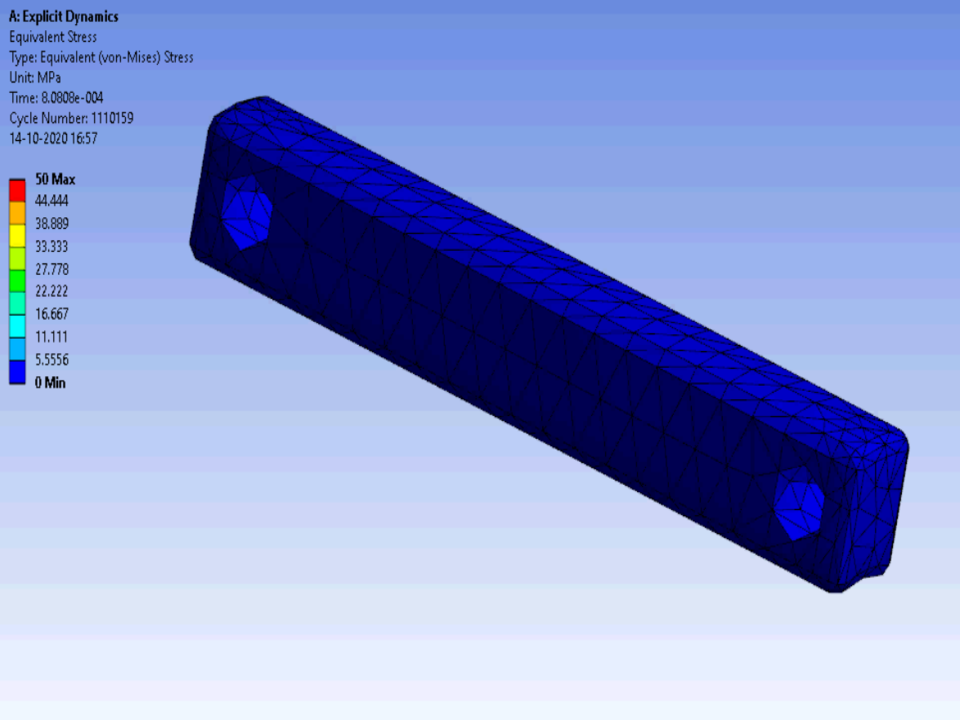 A: Explicit Dynamics
Equivalent Stress
Type: Equivalent (von-Mises) Stress
Unit: MPa
Time: 8.0808e-004
Cycle Number: 1110159
14-10-2020 16:57
50 Max
44.444
38.889
33.333
27.778
22.222
16.667
11.111
5.5556
0 Min